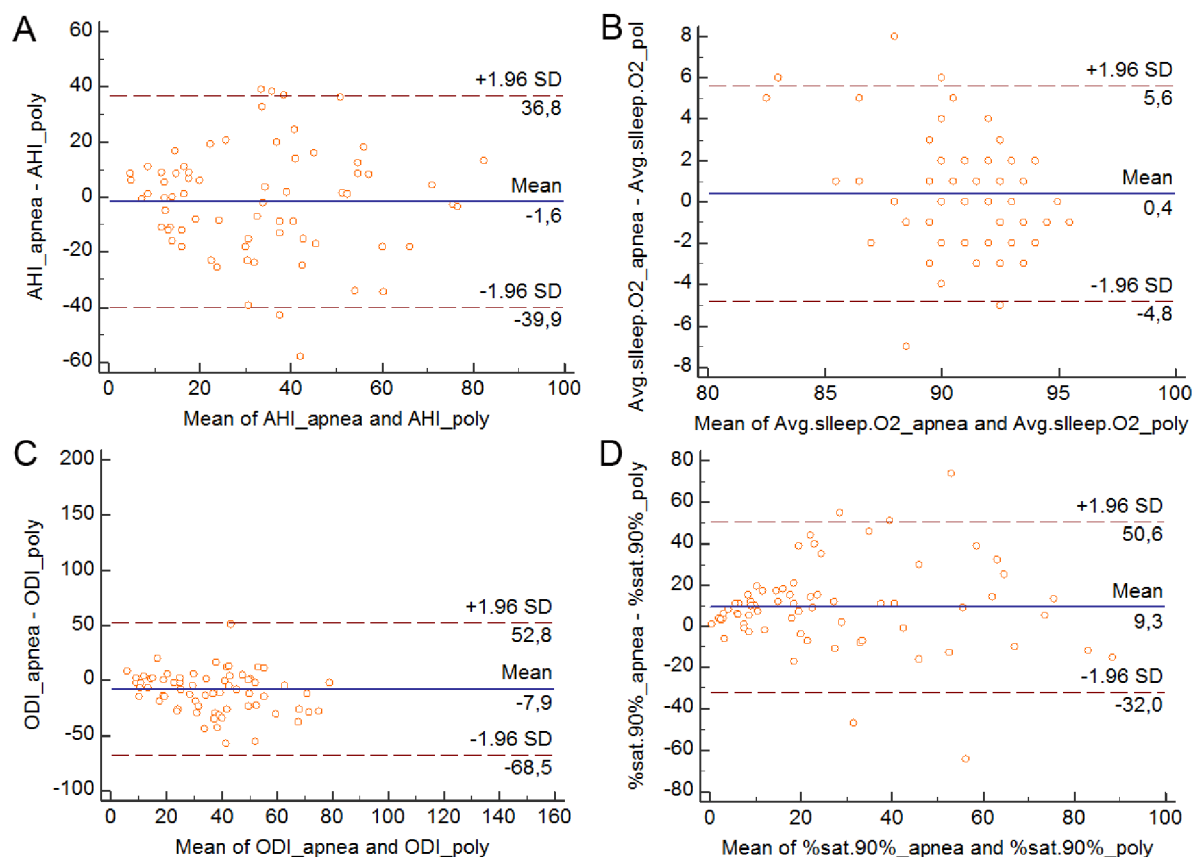 A
AHI_apnea - AHI_poly
60
40
20
0
-20
-40
-60
+1.96 SD
36,8
Mean
-1,6
-1.96 SD
-39,9
0
20
40
60
80
100
Mean of AHI_apnea and AHI_poly
B
Avg.slleep.O2_apnea - Avg.slleep.O2_pol
8
6
4
2
0
-2
-4
-6
-8
+1.96 SD
5,6
Mean
0,4
-1.96 SD
-4,8
80
85
90
95
100
Mean of Avg.slleep.O2_apnea and Avg.slleep.O2_poly
C
ODI_apnea - ODI_poly
200
150
100
50
0
-50
-100
+1.96 SD
52,8
Mean
-7,9
-1.96 SD
-68,5
0
20
40
60
80
100
120
140
160
Mean of ODI_apnea and ODI_poly
D
%sat.90%_apnea - %sat.90%_poly
80
60
40
20
0
-20
-40
-60
-80
+1.96 SD
50,6
Mean
9,3
-1.96 SD
-32,0
0
20
40
60
80
100
Mean of %sat.90%_apnea and %sat.90%_poly